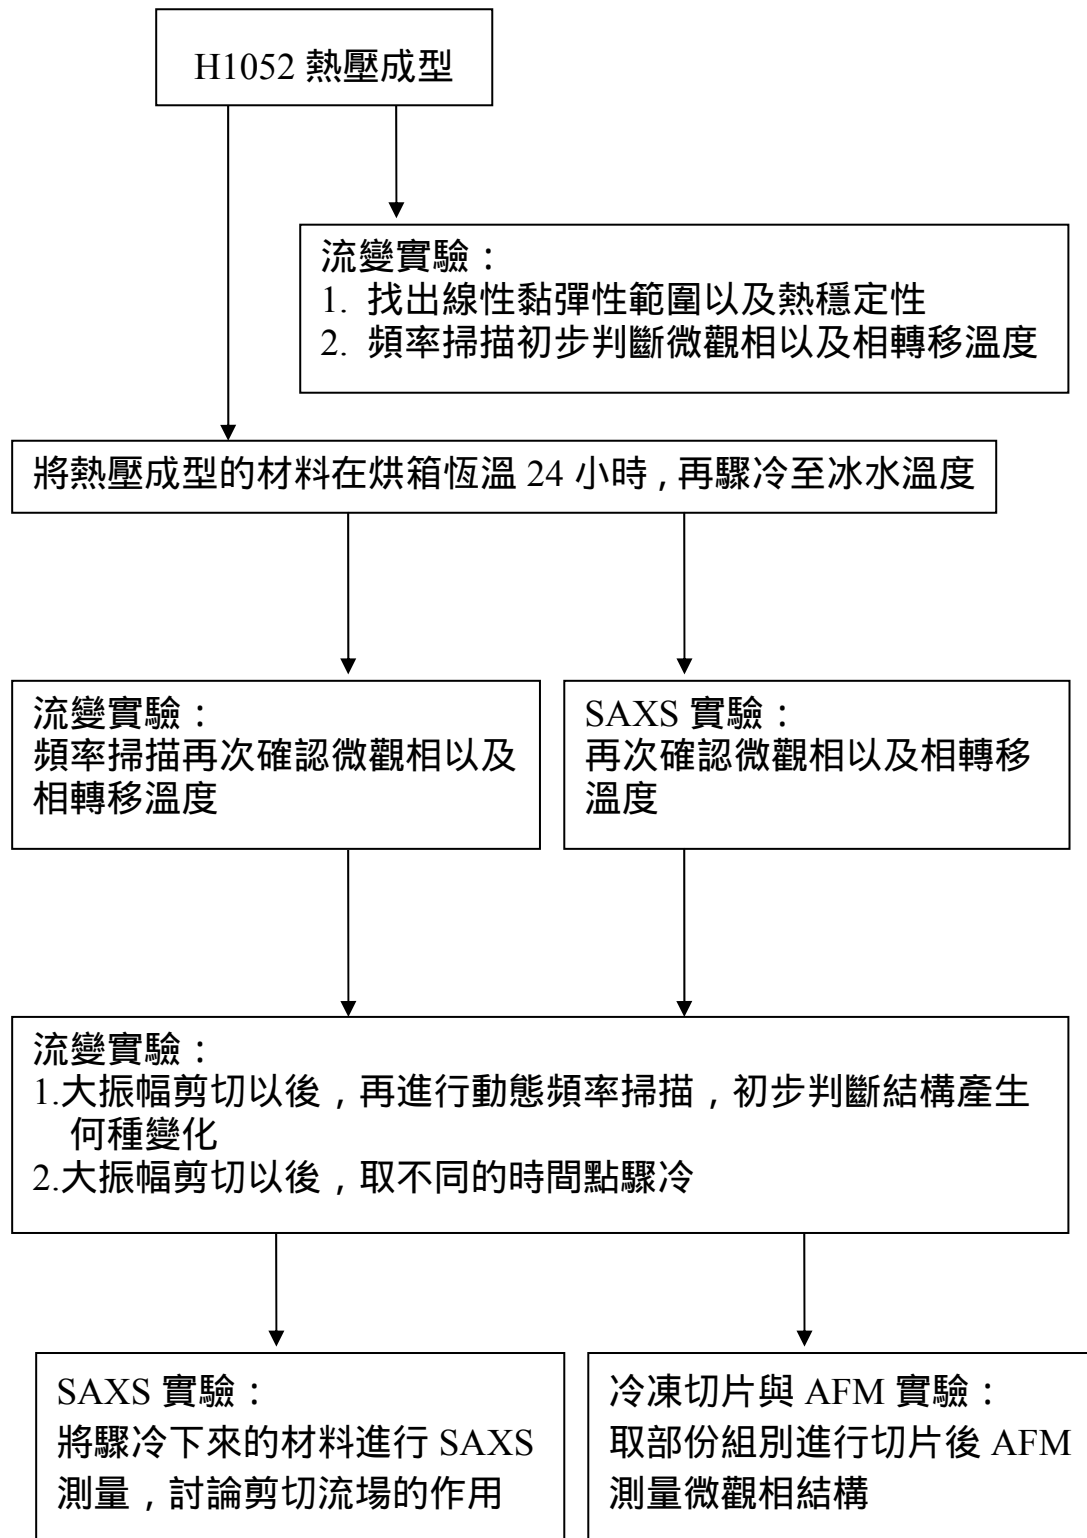 H1052 熱壓成型
流變實驗：
1. 找出線性黏彈性範圍以及熱穩定性
2. 頻率掃描初步判斷微觀相以及相轉移溫度
將熱壓成型的材料在烘箱恆溫 24 小時，再驟冷至冰水溫度
流變實驗：
頻率掃描再次確認微觀相以及
相轉移溫度
SAXS 實驗：
再次確認微觀相以及相轉移
溫度
流變實驗：
1.大振幅剪切以後，再進行動態頻率掃描，初步判斷結構產生
何種變化
2.大振幅剪切以後，取不同的時間點驟冷
SAXS 實驗：
將驟冷下來的材料進行 SAXS
測量，討論剪切流場的作用
冷凍切片與 AFM 實驗：
取部份組別進行切片後 AFM
測量微觀相結構